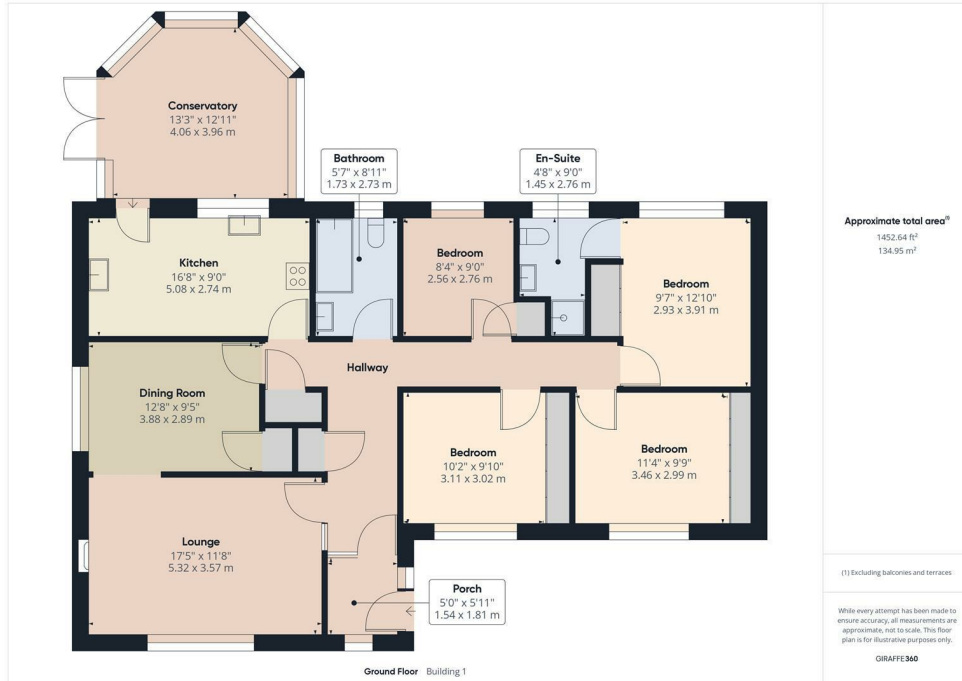 Conservatory
13'3" x 12'11"
4.06 x 3.96 m
Bathroom
5'7" x 8'11"
1.73 x 2.73 m
En-Suite
4'8" x 9'0"
1.45 x 2.76 m
Kitchen
16'8" x 9'0"
5.08 x 2.74 m
Bedroom
8'4" x 9'0"
2.56 x 2.76 m
Bedroom
9'7" x 12'10"
2.93 x 3.91 m
Hallway
Dining Room
12'8" x 9'5"
3.88 x 2.89 m
Bedroom
10'2" x 9'10"
3.11 x 3.02 m
Bedroom
11'4" x 9'9"
3.46 x 2.99 m
Lounge
17'5" x 11'8"
5.32 x 3.57 m
Porch
5'0" x 5'11"
1.54 x 1.81 m
Ground Floor Building 1
Approximate total area(1)
1452.64 ft²
134.95 m²
(1) Excluding balconies and terraces
While every attempt has been made to
ensure accuracy, all measurements are
approximate, not to scale. This floor
plan is for illustrative purposes only.
GIRAFFE360